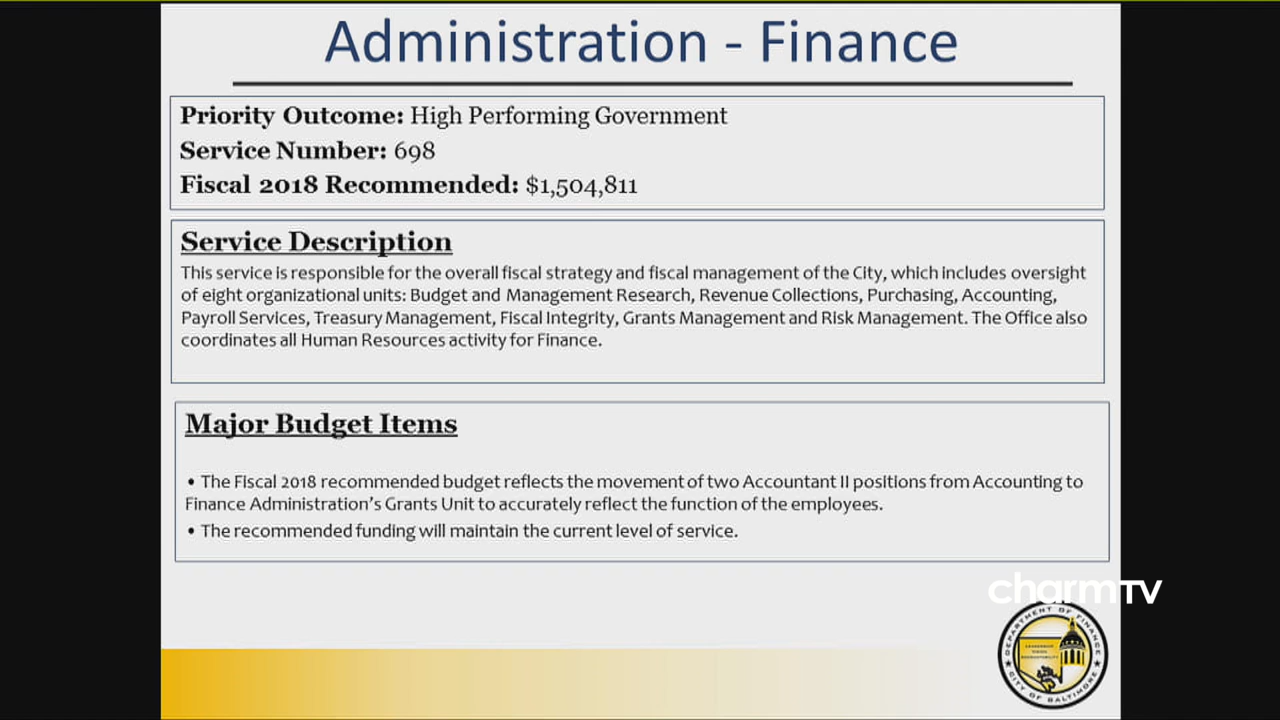 Administration - Finance
Priority Outcome: High Performing Government
Service Number: 698
Fiscal 2018 Recommended: $1,504,811
Service Description
This service is responsible for the overall fiscal strategy and fiscal management of the City, which includes oversight
of eight organizational units: Budget and Management Research, Revenue Collections, Purchasing, Accounting,
Payroll Services, Treasury Management, Fiscal Integrity, Grants Management and Risk Management. The Office also
coordinates all Human Resources activity for Finance.
Major Budget Items
• The Fiscal 2018 recommended budget reflects the movement of two Accountant II positions from Accounting to
Finance Administration's Grants Unit to accurately reflect the function of the employees.
• The recommended funding will maintain the current level of service.
charmTV
DEPARTMENT OF FINANCE
CITY OF BALTIMORE